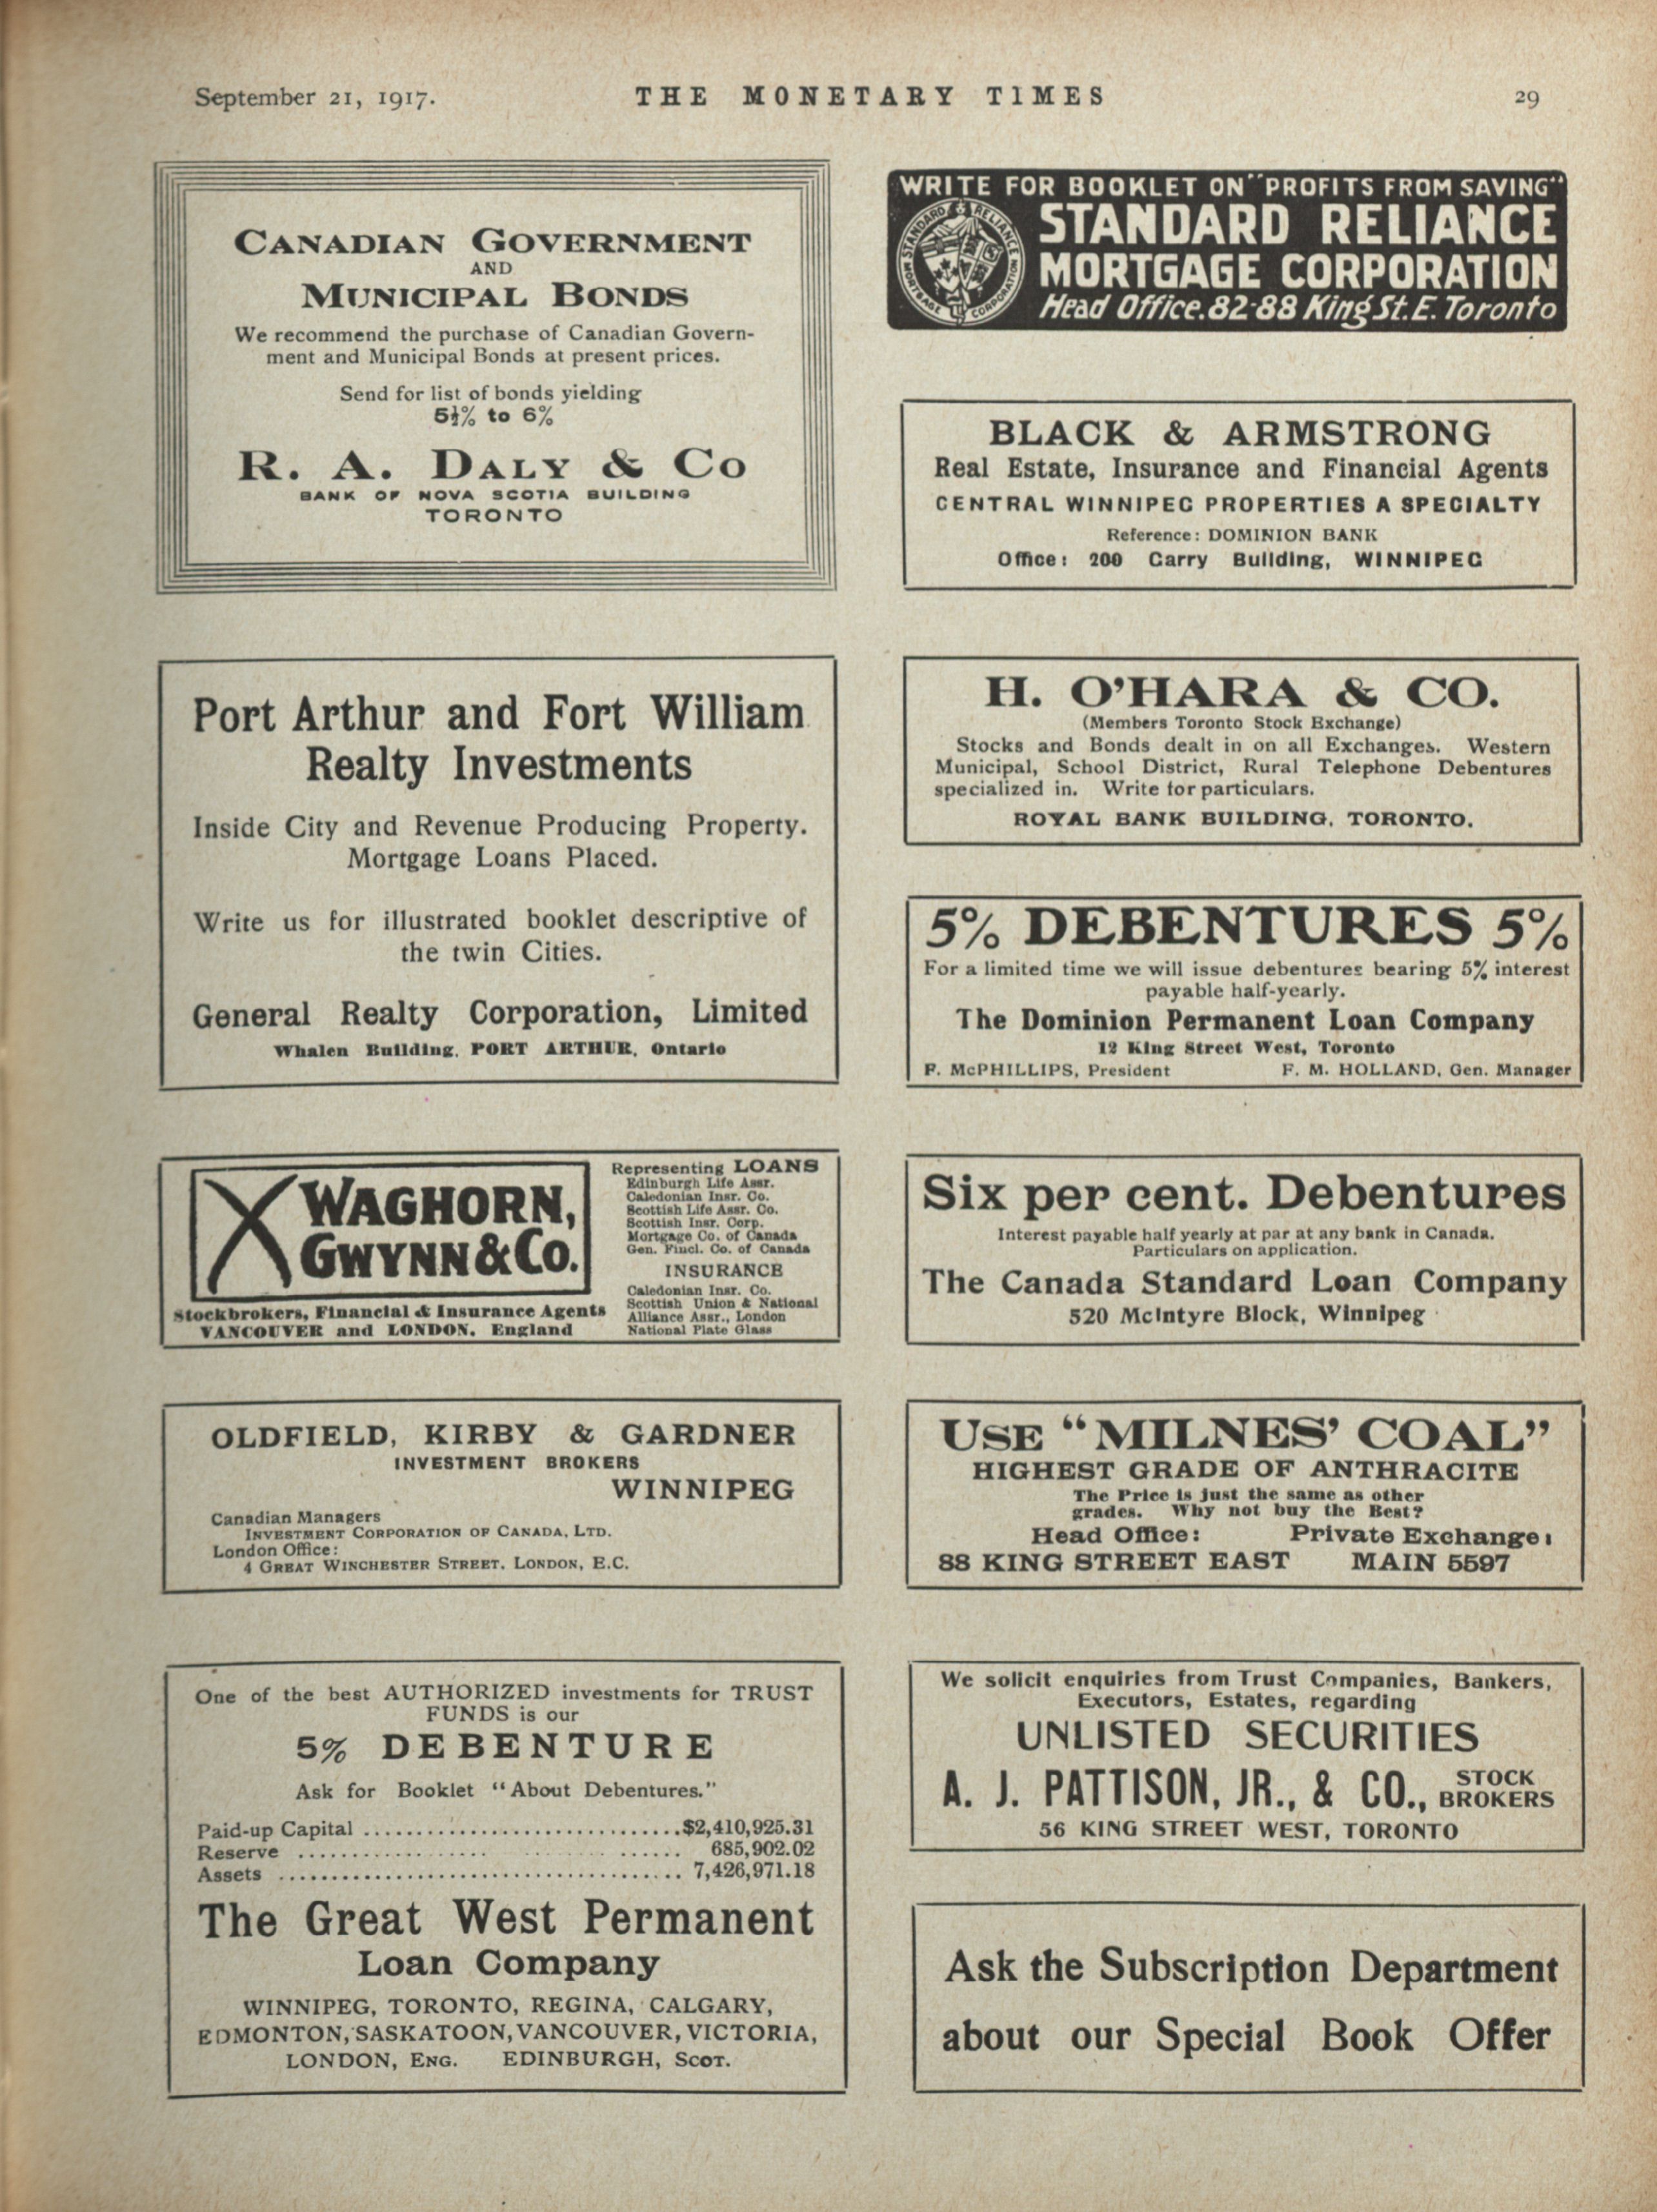 September 21, 1917.
THE MONETARY TIMES
29
CANADIAN GOVERNMENT
AND
MUNICIPAL BONDS
We recommend the purchase of Canadian Govern-
ment and Municipal Bonds at present prices.
Send for list of bonds yielding
5½% to 6%
R. A. DALY & CO
BANK OF NOVA SCOTIA BUILDING
TORONTO
Port Arthur and Fort William
Realty Investments
Inside City and Revenue Producing Property.
Mortgage Loans Placed.
Write us for illustrated booklet descriptive of
the twin Cities.
General Realty Corporation, Limited
Whalen Building, PORT ARTHUR, Ontario
WAGHORN,
GWYNN & CO.
Stockbrokers, Financial & Insurance Agents
VANCOUVER and LONDON, England
Representing LOANS
Edinburgh Life Assr.
Caledonian Insr. Co.
Scottish Life Assr. Co.
Scottish Insr. Corp.
Mortgage Co. of Canada
Gen. Fincl. Co. of Canada
INSURANCE
Caledonian Insr. Co.
Scottish Union & National
Alliance Assr., London
National Plate Glass
OLDFIELD, KIRBY & GARDNER
INVESTMENT BROKERS
WINNIPEG
Canadian Managers
INVESTMENT CORPORATION OF CANADA, LTD.
London Office:
4 GREAT WINCHESTER STREET, LONDON, E.C.
One of the best AUTHORIZED investments for TRUST
FUNDS is our
5% DEBENTURE
Ask for Booklet "About Debentures."
Paid-up Capital ................................$2,410,925.31
Reserve ................................ 685,902.02
Assets ................................ 7,426,971.18
The Great West Permanent
Loan Company
WINNIPEG, TORONTO, REGINA, CALGARY,
EDMONTON, SASKATOON, VANCOUVER, VICTORIA,
LONDON, ENG. EDINBURGH, SCOT.
WRITE FOR BOOKLET ON "PROFITS FROM SAVING"
STANDARD RELIANCE
MORTGAGE CORPORATION
Head Office. 82-88 King St. E. Toronto
STANDARD & RELIANCE MORTGAGE CORPORATION
BLACK & ARMSTRONG
Real Estate, Insurance and Financial Agents
CENTRAL WINNIPEG PROPERTIES A SPECIALTY
Reference: DOMINION BANK
Office: 200 Garry Building, WINNIPEG
H. O'HARA & CO.
(Members Toronto Stock Exchange)
Stocks and Bonds dealt in on all Exchanges. Western
Municipal, School District, Rural Telephone Debentures
specialized in. Write for particulars.
ROYAL BANK BUILDING, TORONTO.
5% DEBENTURES 5%
For a limited time we will issue debentures bearing 5% interest
payable half-yearly.
The Dominion Permanent Loan Company
12 King Street West, Toronto
F. McPHILLIPS, President F. M. HOLLAND, Gen. Manager
Six per cent. Debentures
Interest payable half yearly at par at any bank in Canada.
Particulars on application.
The Canada Standard Loan Company
520 McIntyre Block, Winnipeg
USE "MILNES' COAL"
HIGHEST GRADE OF ANTHRACITE
The Price is just the same as other
grades. Why not buy the Best?
Head Office: Private Exchange:
88 KING STREET EAST MAIN 5597
We solicit enquiries from Trust Companies, Bankers,
Executors, Estates, regarding
UNLISTED SECURITIES
A. J. PATTISON, JR., & CO., STOCK BROKERS
56 KING STREET WEST, TORONTO
Ask the Subscription Department
about our Special Book Offer